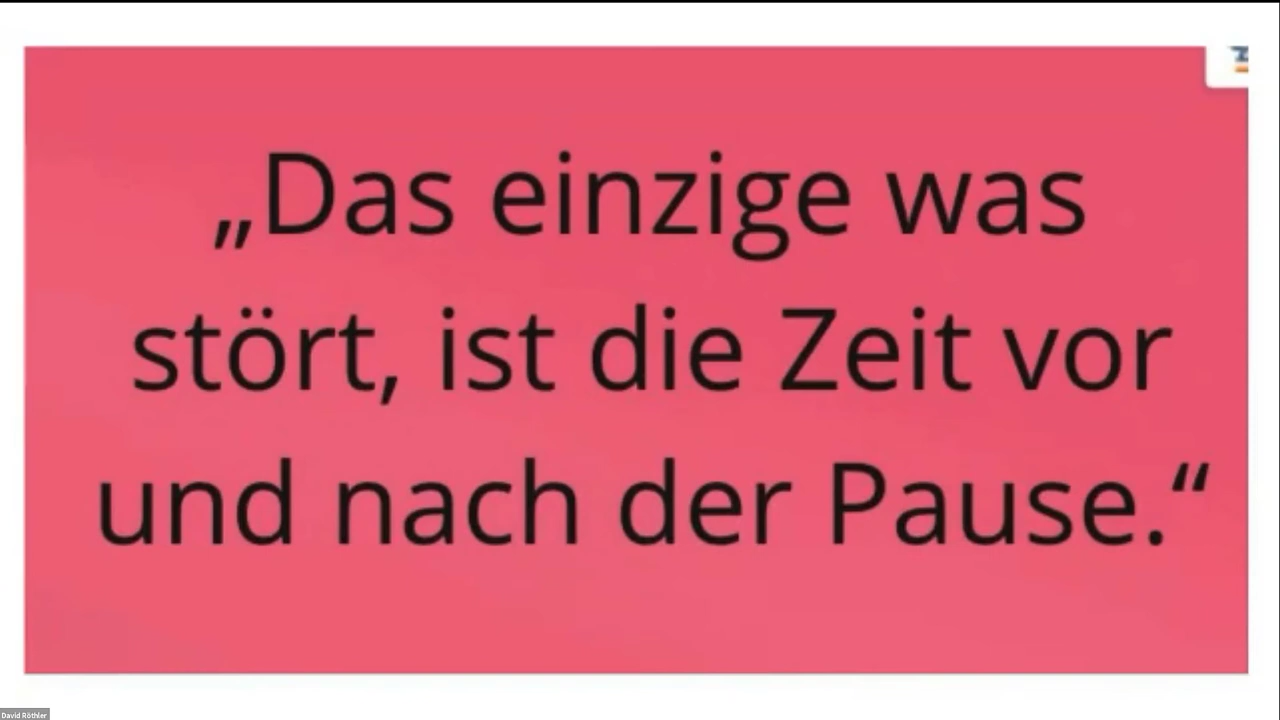 „Das einzige was
stört, ist die Zeit vor
und nach der Pause.“
David Röthler